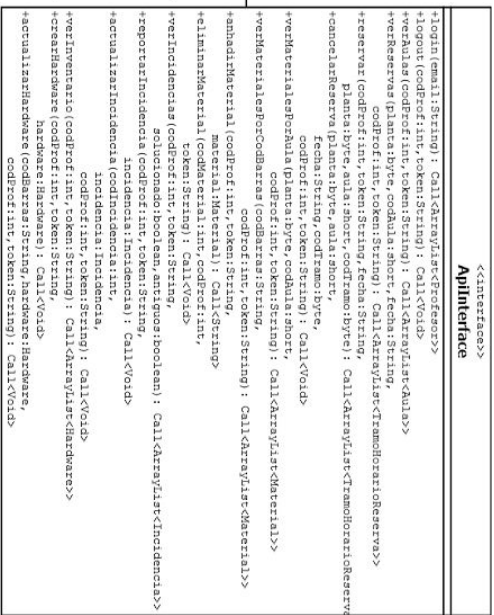 <<interface>>
ApiInterface
+login(email:String): Call<ArrayList<Profesor>>
+logout(codProf:int,token:String): Call<Void>
+verAulas(codProf:int,token:String): Call<ArrayList<Aula>>
+verReservas(planta:byte,codAula:short,fecha:String,
codProf:int,token:String): Call<ArrayList<TramoHorarioReserva>>
+reservar(codProf:int,token:String,fecha:String,
planta:byte,aula:short,codTramo:byte): Call<ArrayList<TramoHorarioReserva
+cancelarReserva(planta:byte,aula:short,
fecha:String,codTramo:byte,
codProf:int,token:String): Call<Void>
+verMaterialesPorAula(planta:byte,codAula:short,
codProf:int,token:String): Call<ArrayList<Material>>
+verMaterialesPorCodBarras(codBarras:String,
codProf:int,token:String): Call<ArrayList<Material>>
+anhadirMaterial(codProf:int,token:String,
material:Material): Call<String>
+eliminarMaterial(codMaterial:int,codProf:int,
token:String): Call<Void>
+verIncidencias(codProf:int,token:String,
solucionado:boolean,antiguos:boolean): Call<ArrayList<Incidencia>>
+reportarIncidencia(codProf:int,token:String,
incidencia:Incidencia): Call<Void>
+actualizarIncidencia(codIncidencia:int,
incidencia:Incidencia,
codProf:int,token:String): Call<Void>
+verInventario(codProf:int,token:String): Call<ArrayList<Hardware>>
+crearHardware(codProf:int,token:String,
hardware:Hardware): Call<Void>
+actualizarHardware(codBarras:String,hardware:Hardware,
codProf:int,token:String): Call<Void>